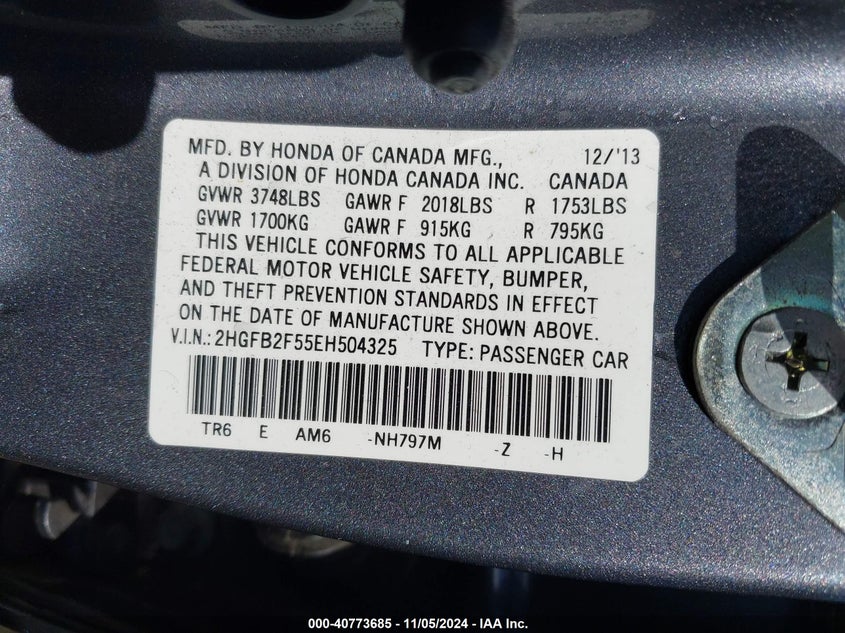 MFD. BY HONDA OF CANADA MFG., 12/'13
A DIVISION OF HONDA CANADA INC. CANADA
GVWR 3748LBS GAWR F 2018LBS R 1753LBS
GVWR 1700KG GAWR F 915KG R 795KG
THIS VEHICLE CONFORMS TO ALL APPLICABLE
FEDERAL MOTOR VEHICLE SAFETY, BUMPER,
AND THEFT PREVENTION STANDARDS IN EFFECT
ON THE DATE OF MANUFACTURE SHOWN ABOVE.
V.I.N.: 2HGFB2F55EH504325 TYPE: PASSENGER CAR
TR6 E AM6 -NH797M -Z -H
000-40773685 - 11/05/2024 - IAA Inc.